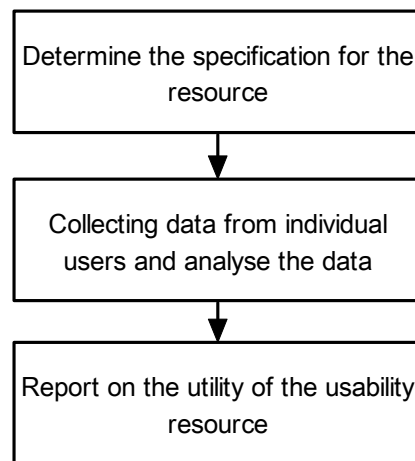 Determine the specification for the
resource
Collecting data from individual
users and analyse the data
Report on the utility of the usability
resource